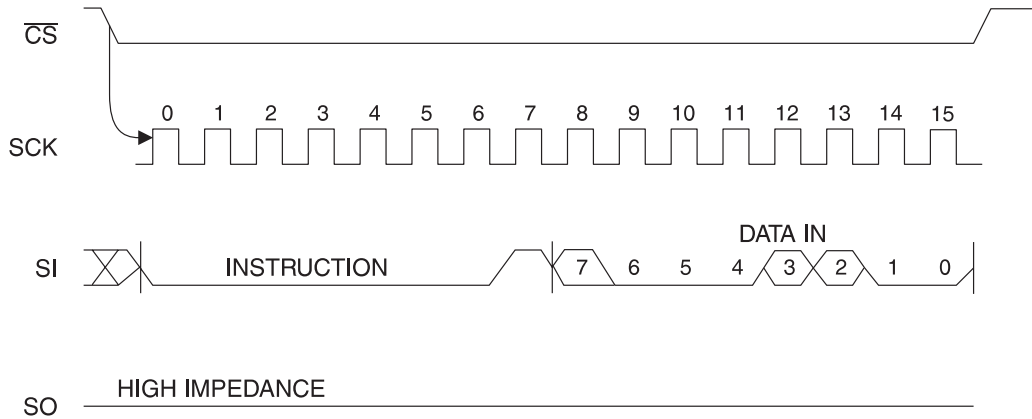 CS
0 1 2 3 4 5 6 7 8 9 10 11 12 13 14 15
SCK
DATA IN
SI INSTRUCTION 7 6 5 4 3 2 1 0
HIGH IMPEDANCE
SO